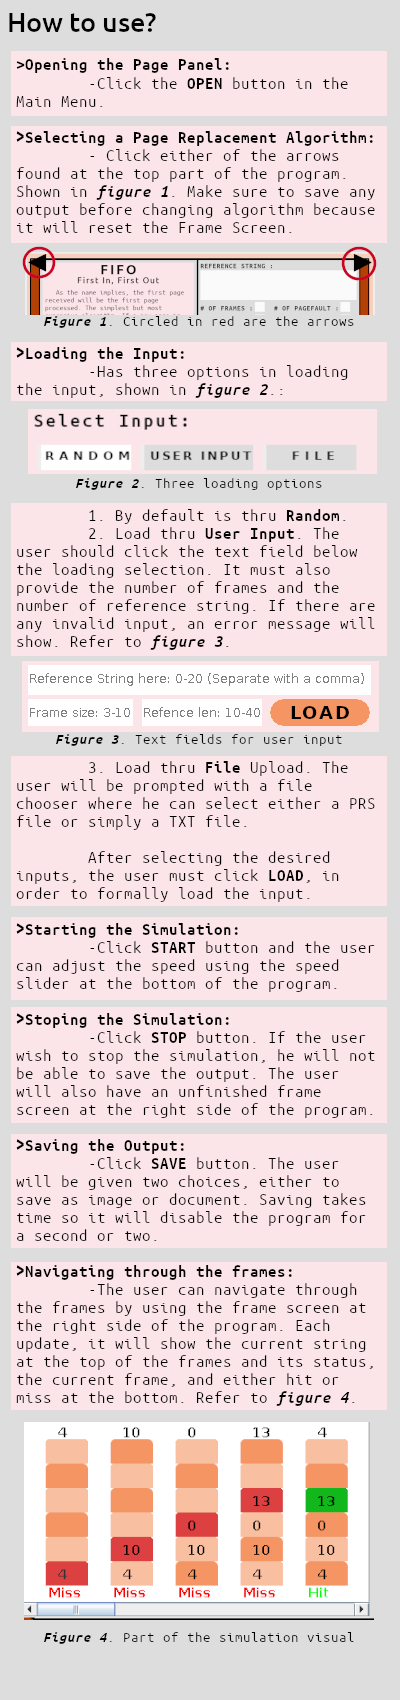 How to use?
>Opening the Page Panel:
-Click the OPEN button in the
Main Menu.
>Selecting a Page Replacement Algorithm:
- Click either of the arrows
found at the top part of the program.
Shown in figure 1. Make sure to save any
output before changing algorithm because
it will reset the Frame Screen.
FIFO
First In, First Out
As the name implies, the first page
received will be the first page
processed. The simplest but most
REFERENCE STRING :
# OF FRAMES :
# OF PAGEFAULT :
Figure 1. Circled in red are the arrows
>Loading the Input:
-Has three options in loading
the input, shown in figure 2.:
Select Input:
RANDOM USER INPUT FILE
Figure 2. Three loading options
1. By default is thru Random.
2. Load thru User Input. The
user should click the text field below
the loading selection. It must also
provide the number of frames and the
number of reference string. If there are
any invalid input, an error message will
show. Refer to figure 3.
Reference String here: 0-20 (Separate with a comma)
Frame size: 3-10 Refence len: 10-40 LOAD
Figure 3. Text fields for user input
3. Load thru File Upload. The
user will be prompted with a file
chooser where he can select either a PRS
file or simply a TXT file.
After selecting the desired
inputs, the user must click LOAD, in
order to formally load the input.
>Starting the Simulation:
-Click START button and the user
can adjust the speed using the speed
slider at the bottom of the program.
>Stoping the Simulation:
-Click STOP button. If the user
wish to stop the simulation, he will not
be able to save the output. The user
will also have an unfinished frame
screen at the right side of the program.
>Saving the Output:
-Click SAVE button. The user
will be given two choices, either to
save as image or document. Saving takes
time so it will disable the program for
a second or two.
>Navigating through the frames:
-The user can navigate through
the frames by using the frame screen at
the right side of the program. Each
update, it will show the current string
at the top of the frames and its status,
the current frame, and either hit or
miss at the bottom. Refer to figure 4.
4 10 0 13 4
13 13
0 0 0
10 10 10 10
4 4 4 4 4
Miss Miss Miss Miss Hit
Figure 4. Part of the simulation visual